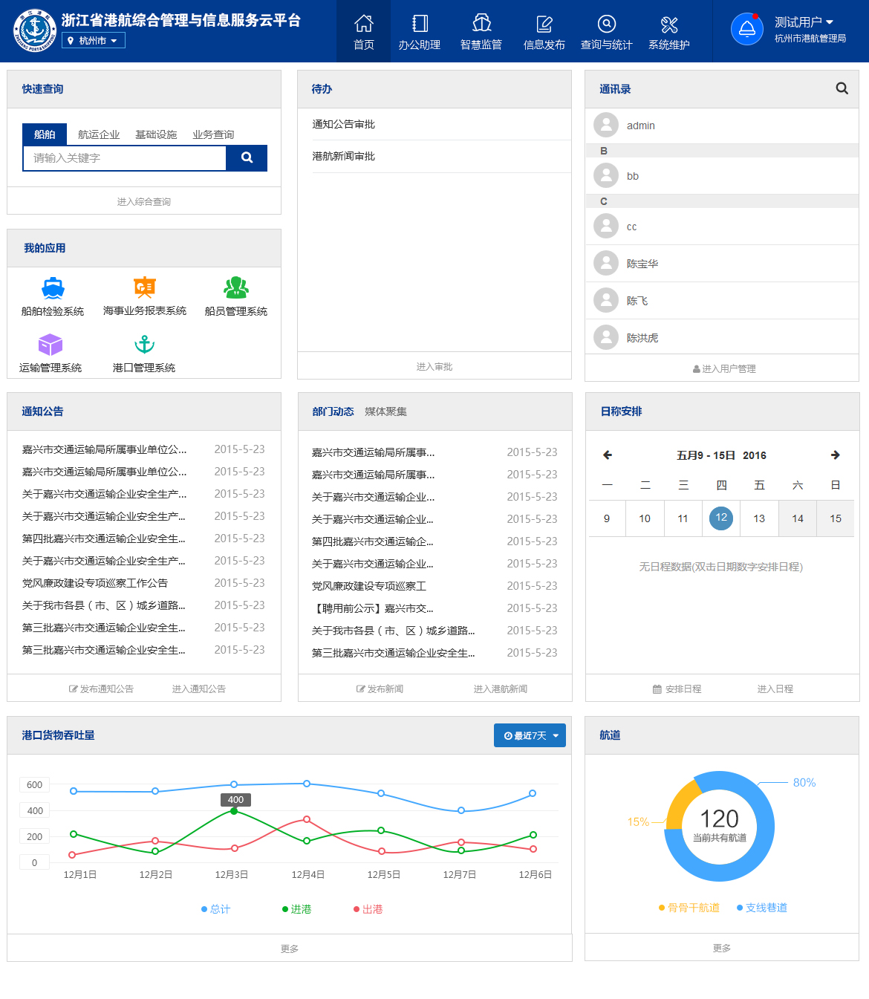 浙江省港航综合管理与信息服务云平台
杭州市
首页
办公助理
智慧监管
信息发布
查询与统计
系统维护
测试用户
杭州市港航管理局
快速查询
船舶 航运企业 基础设施 业务查询
请输入关键字
进入综合查询
待办
通知公告审批
港航新闻审批
进入审批
通讯录
admin
B
bb
C
cc
陈宝华
陈飞
陈洪虎
进入用户管理
我的应用
船舶检验系统 海事业务报表系统 船员管理系统
运输管理系统 港口管理系统
通知公告
嘉兴市交通运输局所属事业单位公... 2015-5-23
嘉兴市交通运输局所属事业单位公... 2015-5-23
关于嘉兴市交通运输企业安全生产... 2015-5-23
关于嘉兴市交通运输企业安全生产... 2015-5-23
第四批嘉兴市交通运输企业安全生... 2015-5-23
关于嘉兴市交通运输企业安全生产... 2015-5-23
党风廉政建设专项巡察工作公告 2015-5-23
关于我市各县（市、区）城乡道路... 2015-5-23
第三批嘉兴市交通运输企业安全生... 2015-5-23
第三批嘉兴市交通运输企业安全生... 2015-5-23
发布通知公告 进入通知公告
部门动态 媒体聚集
嘉兴市交通运输局所属事... 2015-5-23
嘉兴市交通运输局所属事... 2015-5-23
关于嘉兴市交通运输企业... 2015-5-23
关于嘉兴市交通运输企业... 2015-5-23
第四批嘉兴市交通运输企... 2015-5-23
关于嘉兴市交通运输企业... 2015-5-23
党风廉政建设专项巡察工 2015-5-23
【聘用前公示】嘉兴市交... 2015-5-23
关于我市各县（市、区）城乡道路... 2015-5-23
第三批嘉兴市交通运输企业安全生... 2015-5-23
发布新闻 进入港航新闻
日称安排
五月9 - 15日 2016
一 二 三 四 五 六 日
9 10 11 12 13 14 15
无日程数据(双击日期数字安排日程)
安排日程 进入日程
港口货物吞吐量
最近7天
600
400
200
0
400
12月1日 12月2日 12月3日 12月4日 12月5日 12月7日 12月6日
总计 进港 出港
更多
航道
80%
15%
120
当前共有航道
骨骨干航道 支线巷道
更多